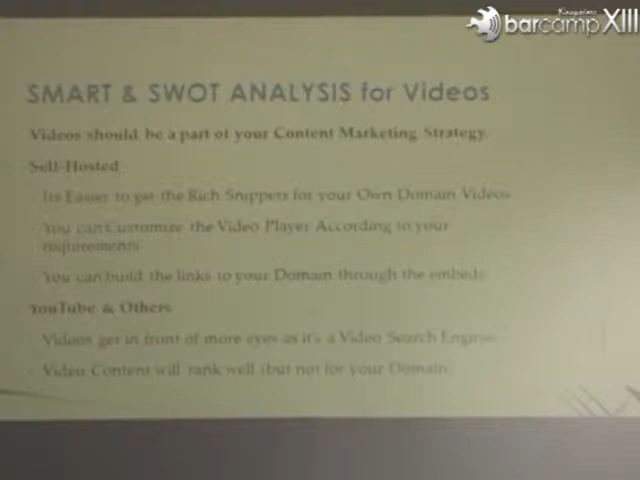 barcamp XIII
SMART & SWOT ANALYSIS for Videos
Videos should be a part of your Content Marketing Strategy.
Self-Hosted
Its Easier to get the Rich Snippets for your Own Domain Videos
You can Customize the Video Player According to your
requirements
You can build the links to your Domain through the embeds
YouTube & Others
Videos get in front of more eyes as it's a Video Search Engine
Video Content will rank well (but not for your Domain)